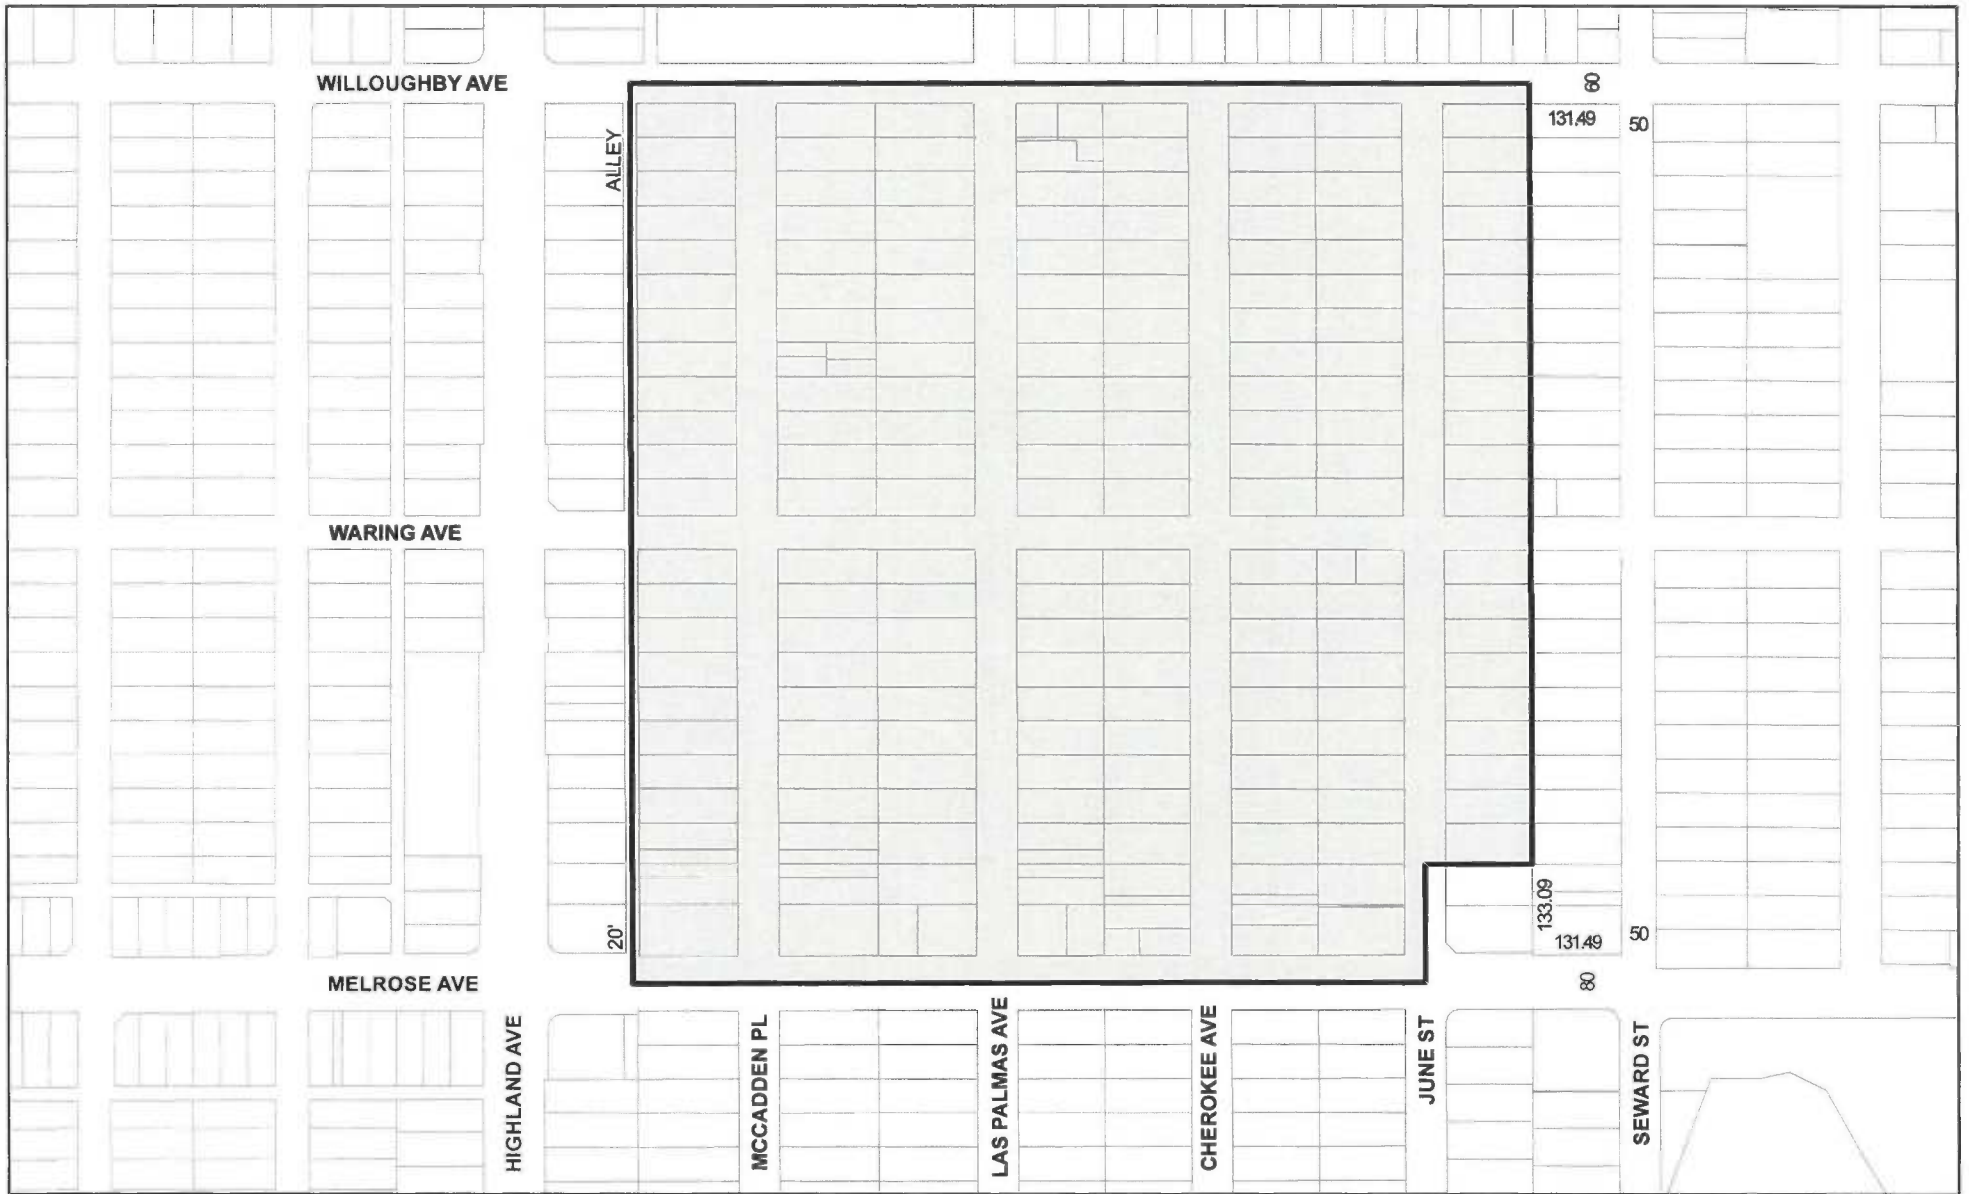 WILLOUGHBY AVE
60
131.49
50
ALLEY
WARING AVE
133.09
20'
131.49
50
MELROSE AVE
80
HIGHLAND AVE
MCCADDEN PL
LAS PALMAS AVE
CHEROKEE AVE
JUNE ST
SEWARD ST